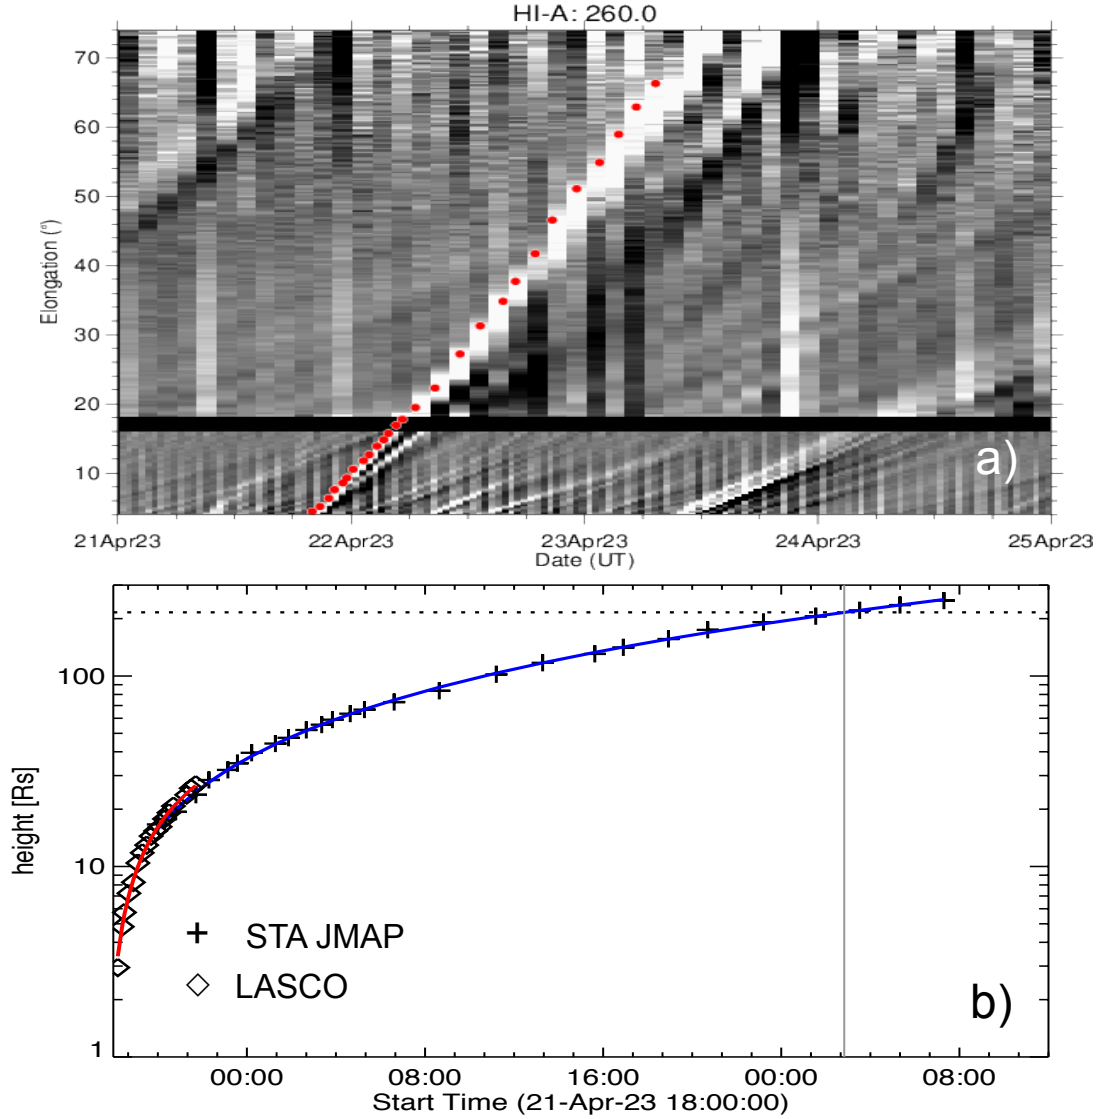 HI-A: 260.0
70
60
50
40
30
20
10
Elongation (°)
a)
21Apr23 22Apr23 23Apr23 24Apr23 25Apr23
Date (UT)
100
10
1
height [Rs]
+ STA JMAP
◇ LASCO
b)
00:00 08:00 16:00 00:00 08:00
Start Time (21-Apr-23 18:00:00)